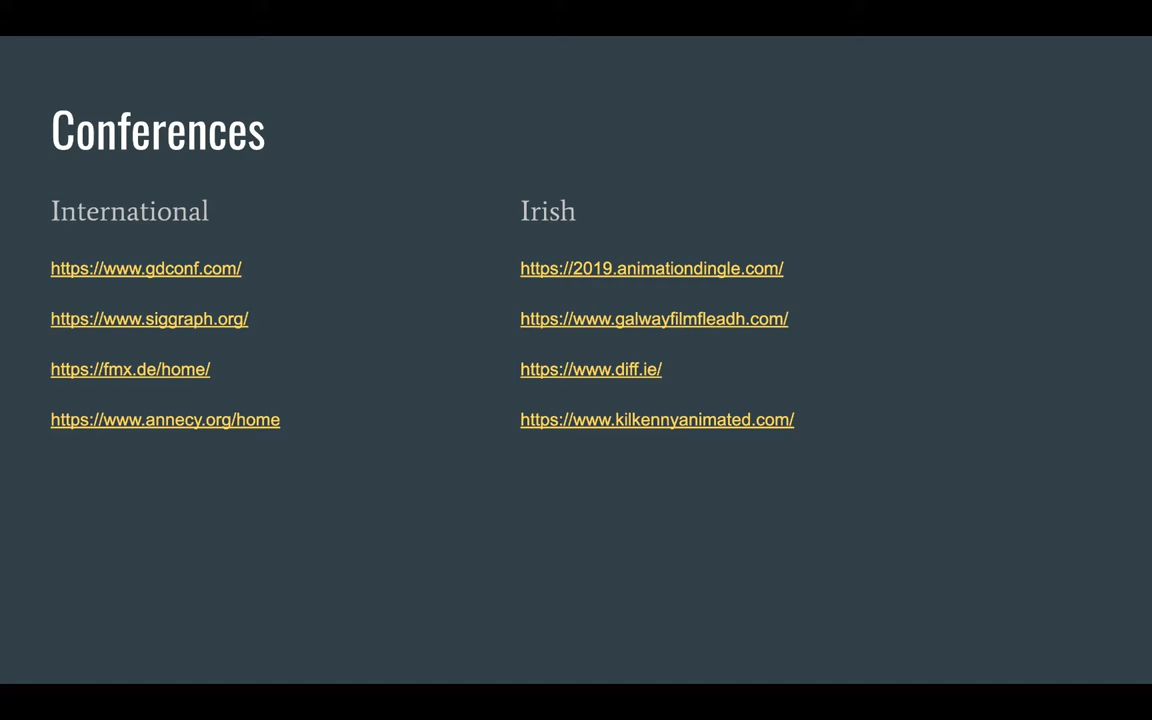 Conferences
International
https://www.gdconf.com/
https://www.siggraph.org/
https://fmx.de/home/
https://www.annecy.org/home
Irish
https://2019.animationdingle.com/
https://www.galwayfilmfleadh.com/
https://www.diff.ie/
https://www.kilkennyanimated.com/